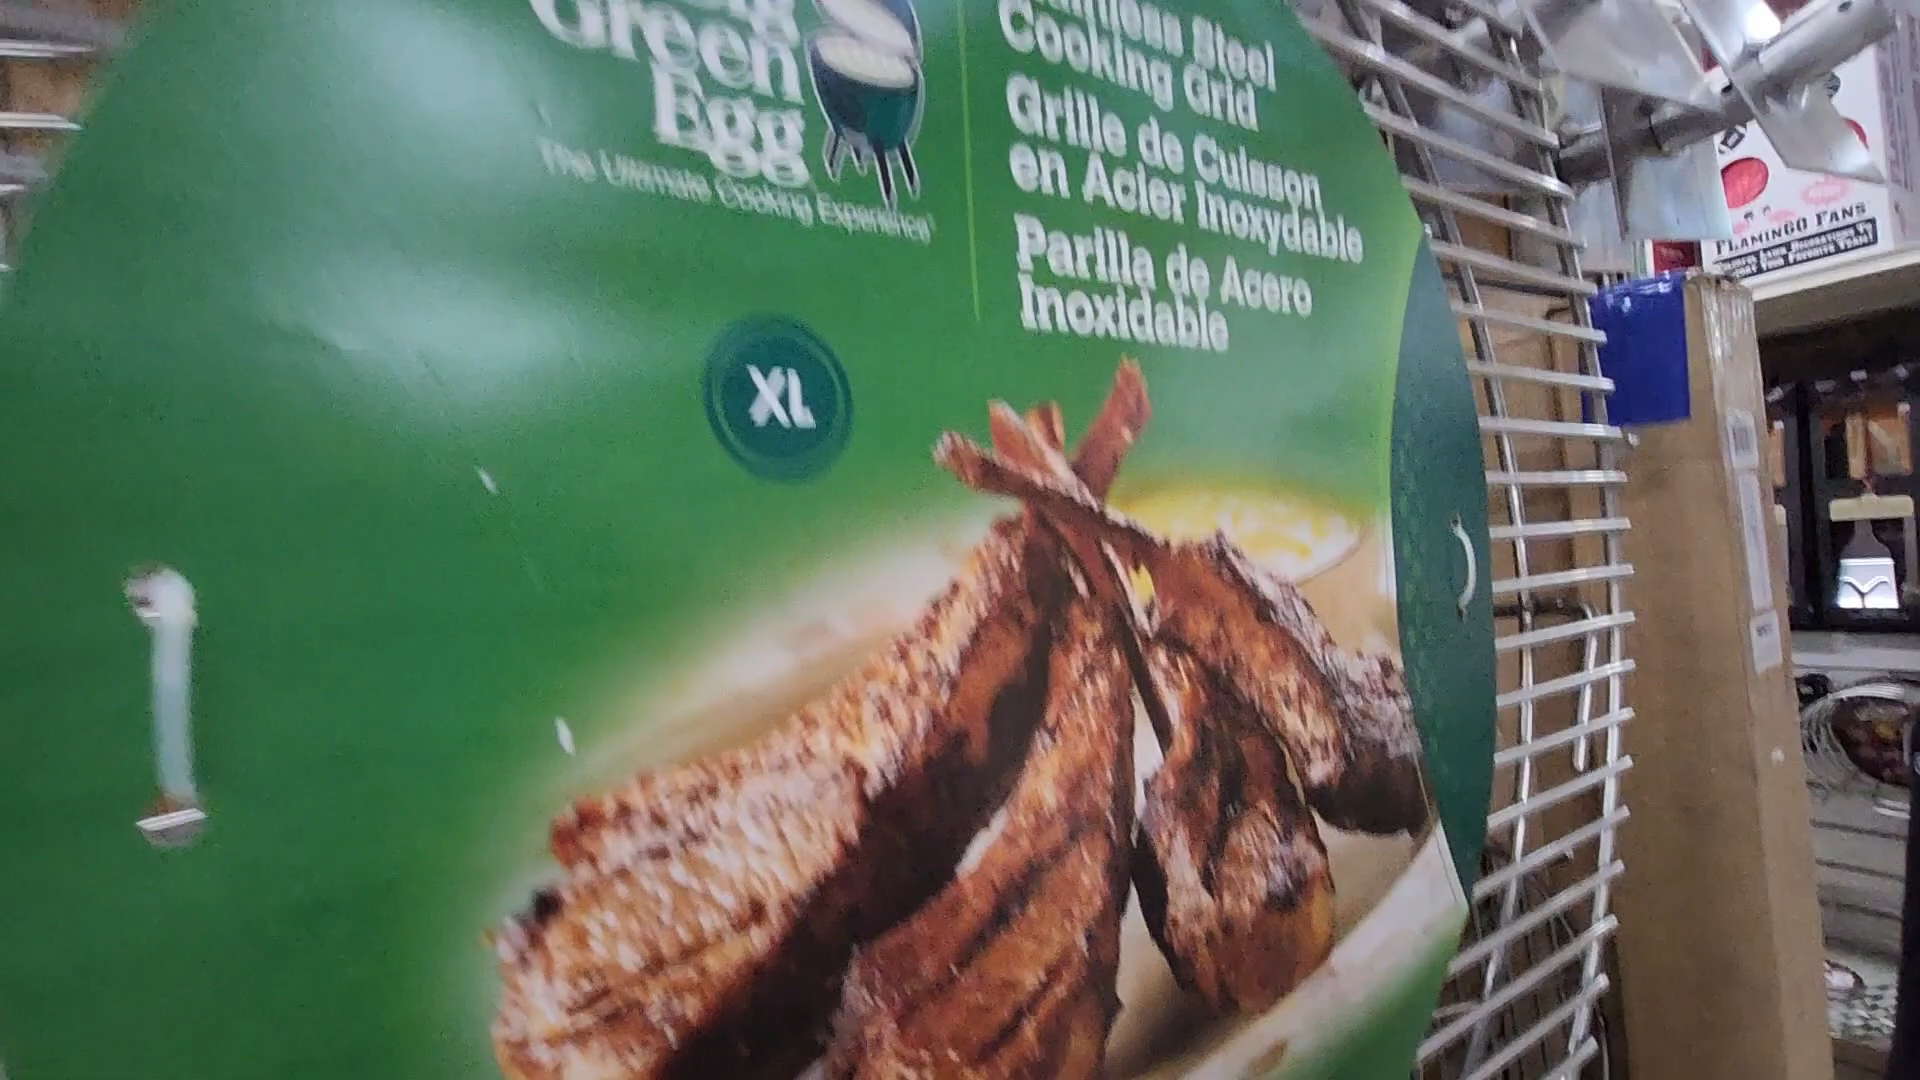 Green
Egg
The Ultimate Cooking Experience
Steel
Cooking Grid
Grille de Cuisson
en Acier Inoxydable
Parilla de Acero
Inoxidable
XL
FLAMINGO FANS